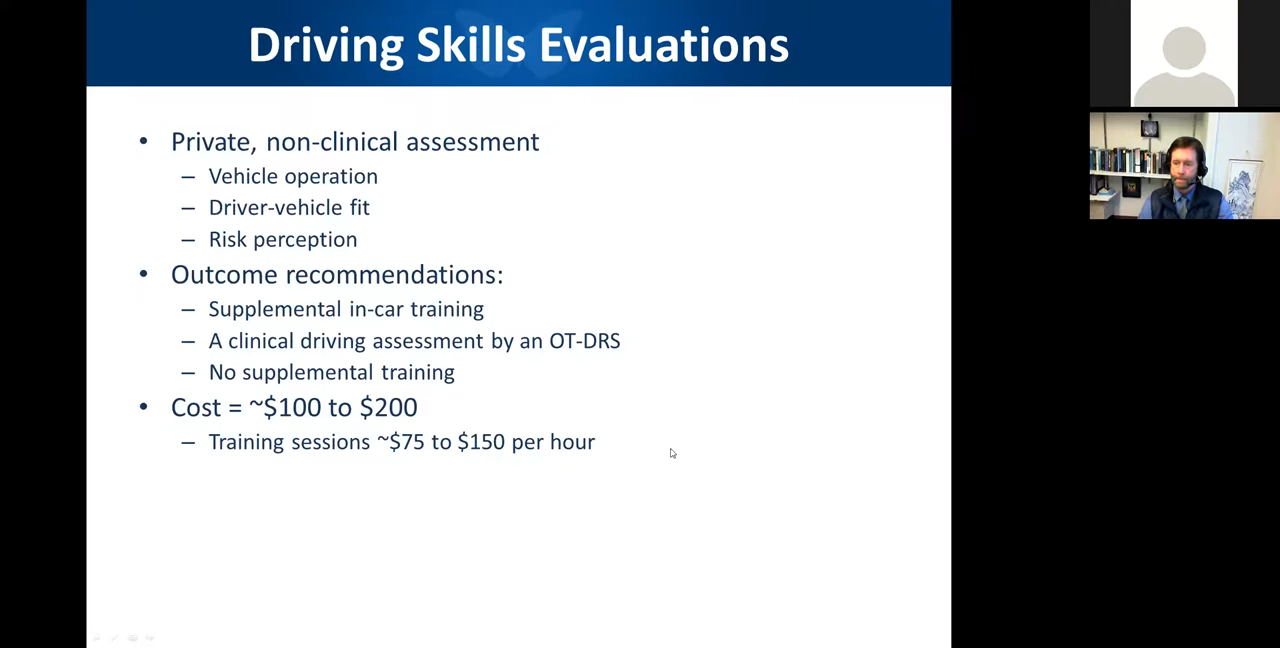 Driving Skills Evaluations
• Private, non-clinical assessment
– Vehicle operation
– Driver-vehicle fit
– Risk perception
• Outcome recommendations:
– Supplemental in-car training
– A clinical driving assessment by an OT-DRS
– No supplemental training
• Cost = ~$100 to $200
– Training sessions ~$75 to $150 per hour